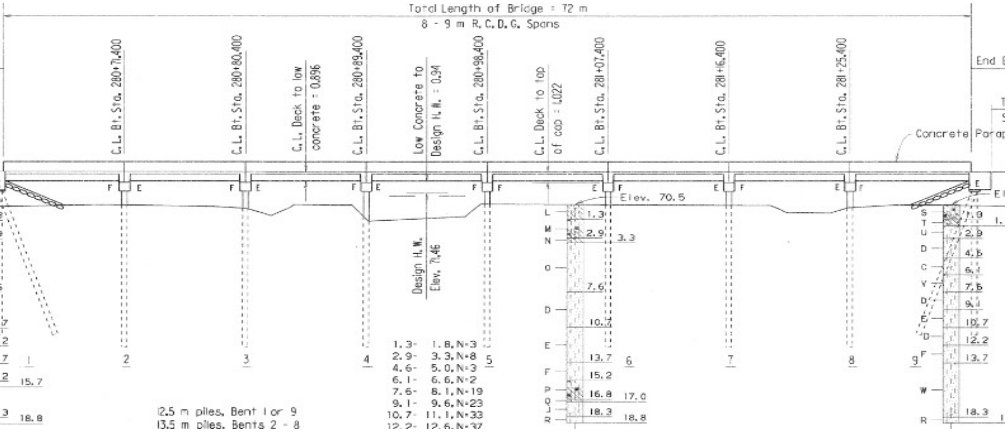 Total Length of Bridge = 72 m
8 - 9 m R.C.D.G. Spans
C.L. Bt. Sta. 280+71.400
C.L. Bt. Sta. 280+80.400
C.L. Deck to low
concrete = 0.896
C.L. Bt. Sta. 280+89.400
Low Concrete to
Design H.W. = 0.94
C.L. Bt. Sta. 280+98.400
C.L. Deck to top
of cap = 1.022
C.L. Bt. Sta. 281+07.400
C.L. Bt. Sta. 281+16.400
C.L. Bt. Sta. 281+25.400
End
Concrete
F E F E F E F E E F F E F E E
Elev. 70.5
Design H.W.
Elev. 71.46
L 1.3
M 2.9
N 3.3
O 7.6
D 10.7
E 13.7
F 15.2
P 16.8 17.0
Q 18.3
R 18.8
S 1.9
T
U 2.9
D 4.6
C 6.1
V 7.6
D 9.1
E 10.7
D 12.2
F 13.7
W
R 18.3
15.7
18.8
1 2 3 4 5 6 7 8 9
1.3- 1.8, N=3
2.9- 3.3, N=8
4.6- 5.0, N=3
6.1- 6.6, N=2
7.6- 8.1, N=19
9.1- 9.6, N=23
10.7- 11.1, N=33
12.2- 12.6, N=37
12.5 m piles, Bent 1 or 9
13.5 m piles, Bents 2 - 8